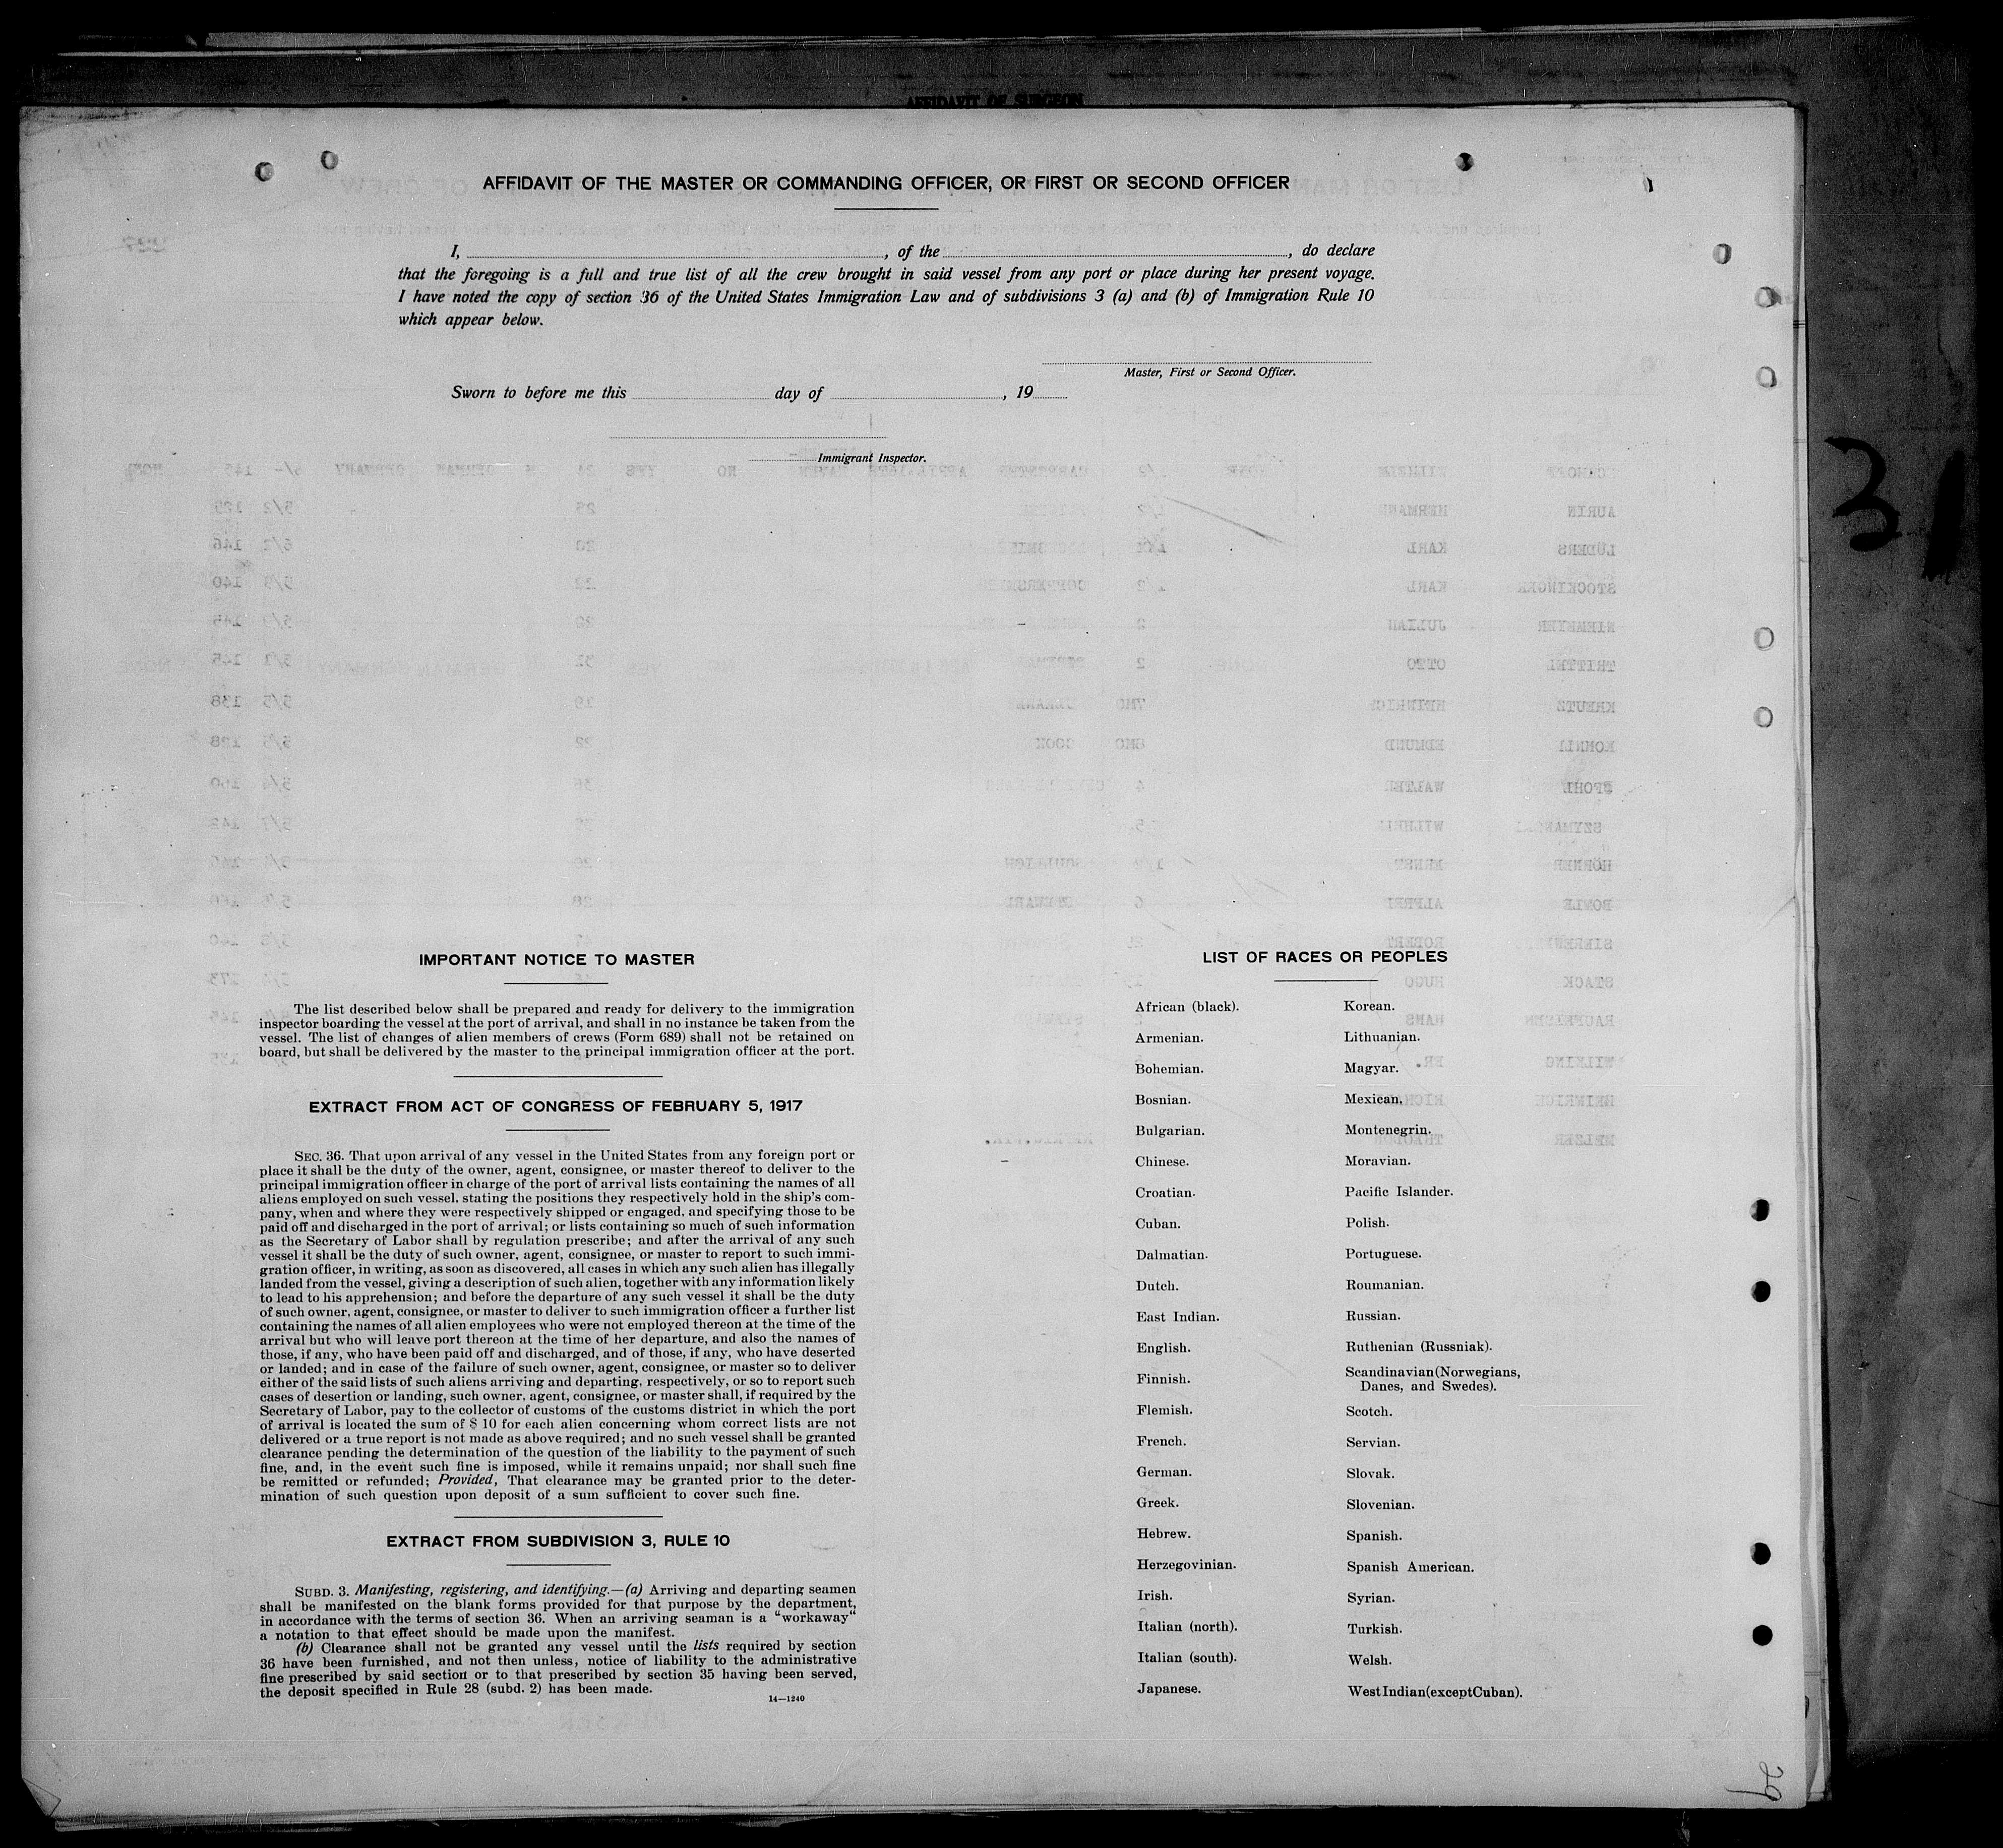 AFFIDAVIT OF SURGEON
AFFIDAVIT OF THE MASTER OR COMMANDING OFFICER, OR FIRST OR SECOND OFFICER
I, , of the , do declare
that the foregoing is a full and true list of all the crew brought in said vessel from any port or place during her present voyage.
I have noted the copy of section 36 of the United States Immigration Law and of subdivisions 3 (a) and (b) of Immigration Rule 10
which appear below.
Master, First or Second Officer.
Sworn to before me this day of , 19
Immigrant Inspector.
31
IMPORTANT NOTICE TO MASTER
The list described below shall be prepared and ready for delivery to the immigration
inspector boarding the vessel at the port of arrival, and shall in no instance be taken from the
vessel. The list of changes of alien members of crews (Form 689) shall not be retained on
board, but shall be delivered by the master to the principal immigration officer at the port.
EXTRACT FROM ACT OF CONGRESS OF FEBRUARY 5, 1917
SEC. 36. That upon arrival of any vessel in the United States from any foreign port or
place it shall be the duty of the owner, agent, consignee, or master thereof to deliver to the
principal immigration officer in charge of the port of arrival lists containing the names of all
aliens employed on such vessel, stating the positions they respectively hold in the ship's com-
pany, when and where they were respectively shipped or engaged, and specifying those to be
paid off and discharged in the port of arrival; or lists containing so much of such information
as the Secretary of Labor shall by regulation prescribe; and after the arrival of any such
vessel it shall be the duty of such owner, agent, consignee, or master to report to such immi-
gration officer, in writing, as soon as discovered, all cases in which any such alien has illegally
landed from the vessel, giving a description of such alien, together with any information likely
to lead to his apprehension; and before the departure of any such vessel it shall be the duty
of such owner, agent, consignee, or master to deliver to such immigration officer a further list
containing the names of all alien employees who were not employed thereon at the time of the
arrival but who will leave port thereon at the time of her departure, and also the names of
those, if any, who have been paid off and discharged, and of those, if any, who have deserted
or landed; and in case of the failure of such owner, agent, consignee, or master so to deliver
either of the said lists of such aliens arriving and departing, respectively, or so to report such
cases of desertion or landing, such owner, agent, consignee, or master shall, if required by the
Secretary of Labor, pay to the collector of customs of the customs district in which the port
of arrival is located the sum of $ 10 for each alien concerning whom correct lists are not
delivered or a true report is not made as above required; and no such vessel shall be granted
clearance pending the determination of the question of the liability to the payment of such
fine, and, in the event such fine is imposed, while it remains unpaid; nor shall such fine
be remitted or refunded; Provided, That clearance may be granted prior to the deter-
mination of such question upon deposit of a sum sufficient to cover such fine.
EXTRACT FROM SUBDIVISION 3, RULE 10
SUBD. 3. Manifesting, registering, and identifying.—(a) Arriving and departing seamen
shall be manifested on the blank forms provided for that purpose by the department,
in accordance with the terms of section 36. When an arriving seaman is a “workaway“
a notation to that effect should be made upon the manifest.
(b) Clearance shall not be granted any vessel until the lists required by section
36 have been furnished, and not then unless, notice of liability to the administrative
fine prescribed by said section or to that prescribed by section 35 having been served,
the deposit specified in Rule 28 (subd. 2) has been made.
14—1240
LIST OF RACES OR PEOPLES
African (black).
Armenian.
Bohemian.
Bosnian.
Bulgarian.
Chinese.
Croatian.
Cuban.
Dalmatian.
Dutch.
East Indian.
English.
Finnish.
Flemish.
French.
German.
Greek.
Hebrew.
Herzegovinian.
Irish.
Italian (north).
Italian (south).
Japanese.
Korean.
Lithuanian.
Magyar.
Mexican.
Montenegrin.
Moravian.
Pacific Islander.
Polish.
Portuguese.
Roumanian.
Russian.
Ruthenian (Russniak).
Scandinavian(Norwegians,
Danes, and Swedes).
Scotch.
Servian.
Slovak.
Slovenian.
Spanish.
Spanish American.
Syrian.
Turkish.
Welsh.
West Indian (except Cuban).
29